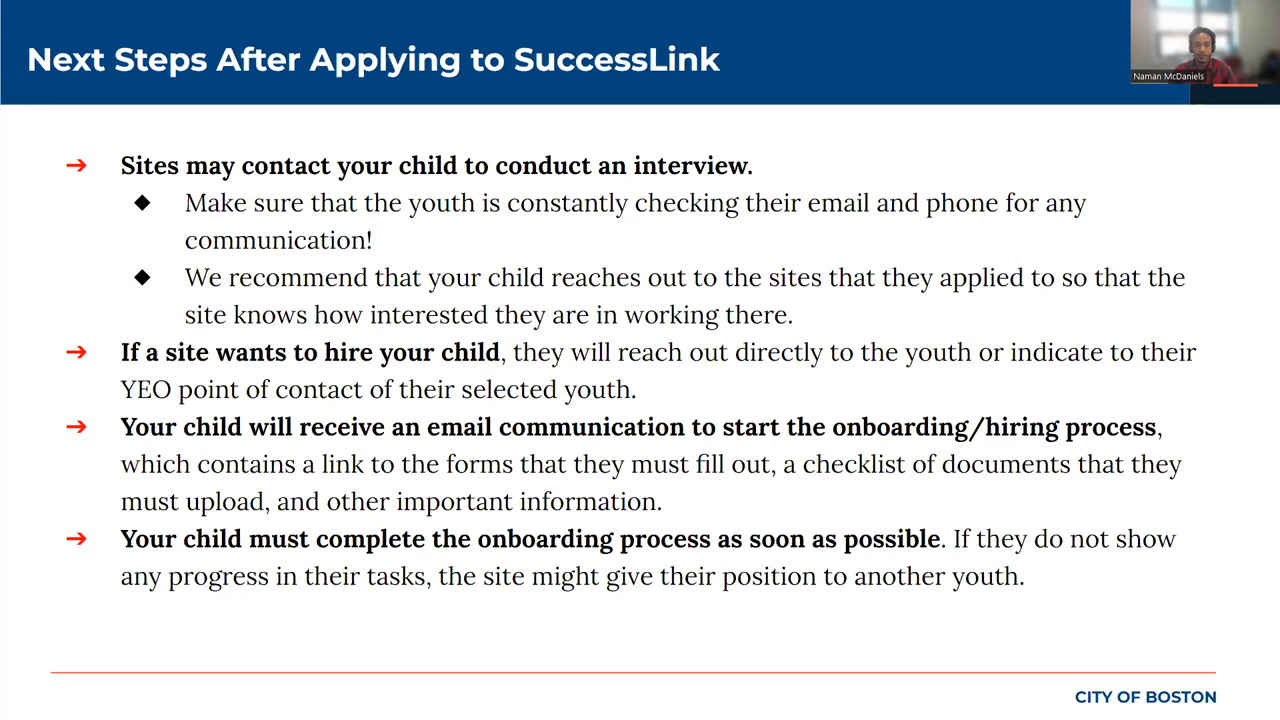 Next Steps After Applying to SuccessLink
Naman McDaniels
➔ Sites may contact your child to conduct an interview.
◆ Make sure that the youth is constantly checking their email and phone for any
communication!
◆ We recommend that your child reaches out to the sites that they applied to so that the
site knows how interested they are in working there.
➔ If a site wants to hire your child, they will reach out directly to the youth or indicate to their
YEO point of contact of their selected youth.
➔ Your child will receive an email communication to start the onboarding/hiring process,
which contains a link to the forms that they must fill out, a checklist of documents that they
must upload, and other important information.
➔ Your child must complete the onboarding process as soon as possible. If they do not show
any progress in their tasks, the site might give their position to another youth.
CITY OF BOSTON